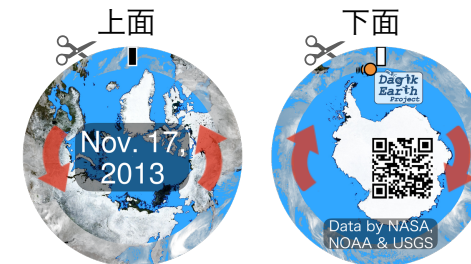 上面
下面
Nov. 17,
2013
Dagik
Earth
Project
Data by NASA,
NOAA & USGS